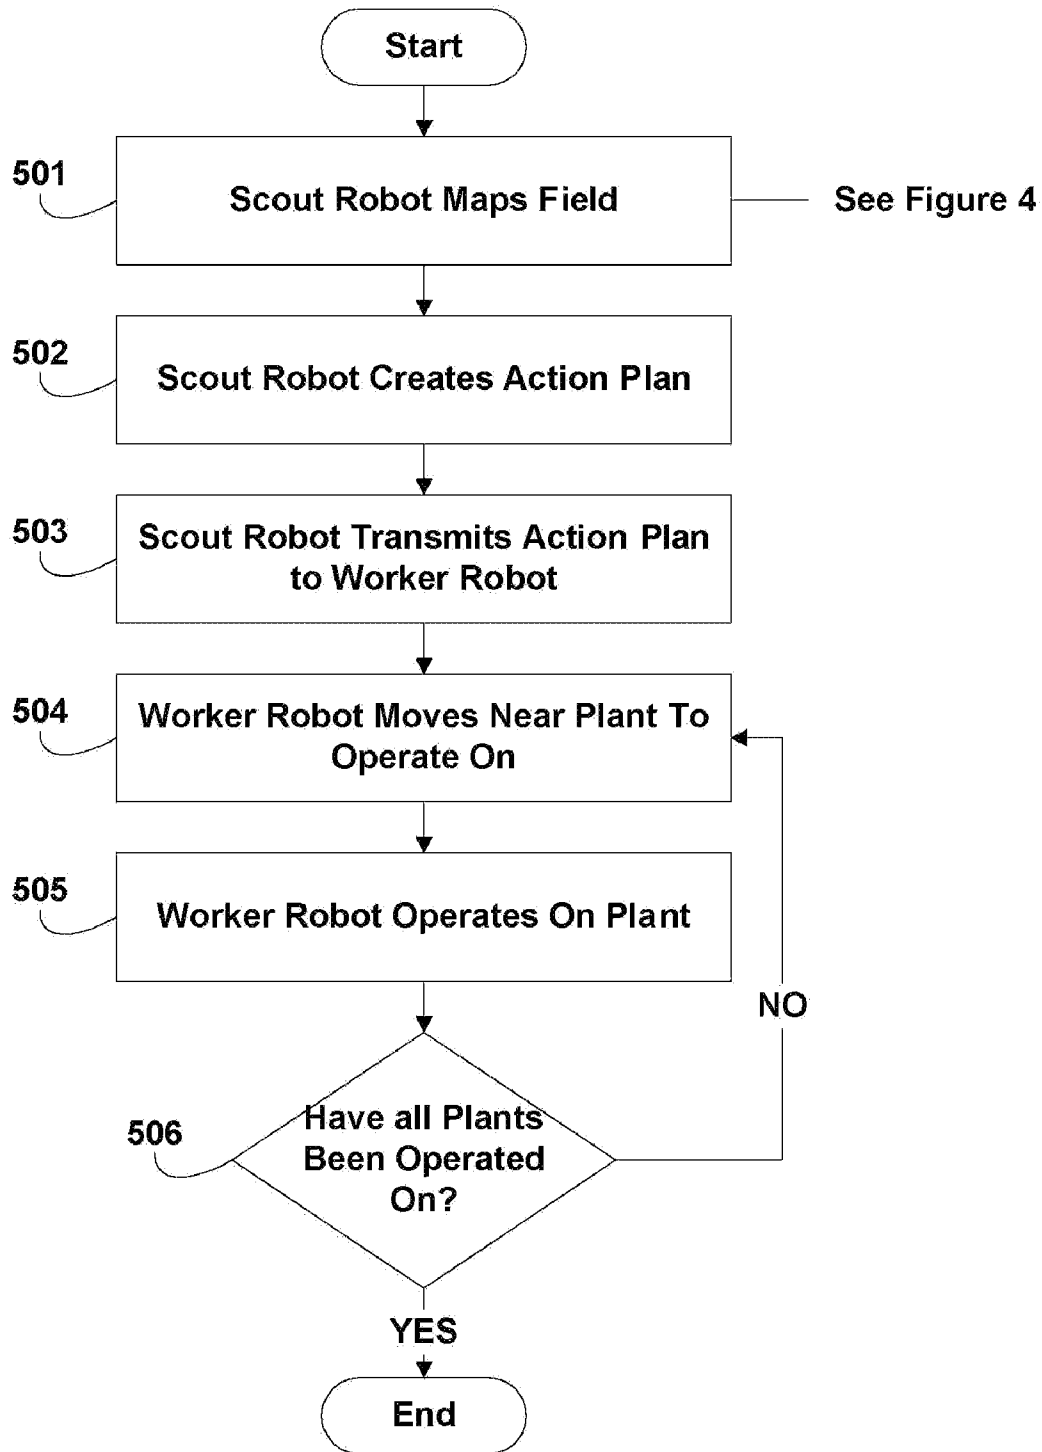 Start
501
Scout Robot Maps Field
See Figure 4
502
Scout Robot Creates Action Plan
503
Scout Robot Transmits Action Plan
to Worker Robot
504
Worker Robot Moves Near Plant To
Operate On
505
Worker Robot Operates On Plant
NO
506
Have all Plants
Been Operated
On?
YES
End